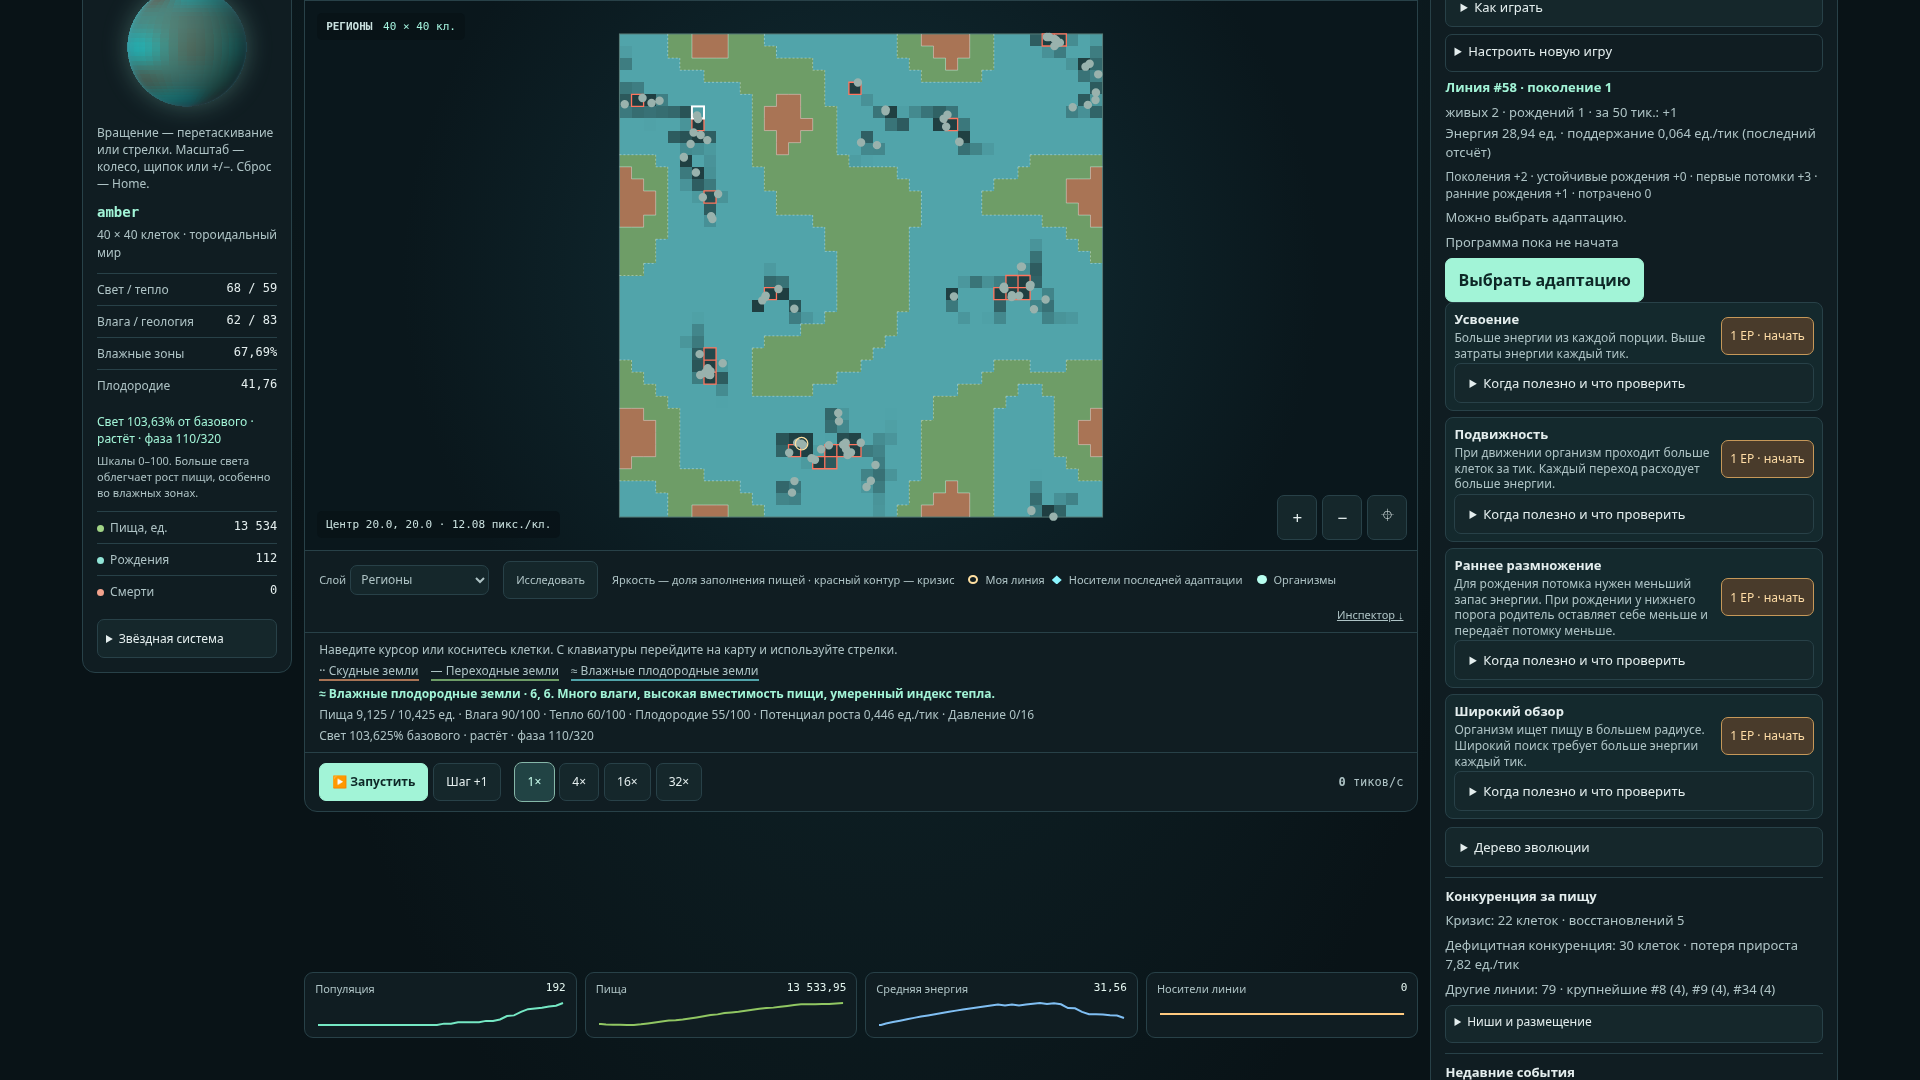 Вращение — перетаскивание
или стрелки. Масштаб —
колесо, щипок или +/−. Сброс
— Home.
amber
40 × 40 клеток · тороидальный
мир
Свет / тепло 68 / 59
Влага / геология 62 / 83
Влажные зоны 67,69%
Плодородие 41,76
Свет 103,63% от базового ·
растёт · фаза 110/320
Шкалы 0–100. Больше света
облегчает рост пищи, особенно
во влажных зонах.
Пища, ед. 13 534
Рождения 112
Смерти 0
▶ Звёздная система
РЕГИОНЫ 40 × 40 кл.
Центр 20.0, 20.0 · 12.08 пикс./кл.
+ −
Слой Регионы Исследовать Яркость — доля заполнения пищей · красный контур — кризис Моя линия Носители последней адаптации Организмы
Инспектор ↓
Наведите курсор или коснитесь клетки. С клавиатуры перейдите на карту и используйте стрелки.
·· Скудные земли — Переходные земли ≈ Влажные плодородные земли
≈ Влажные плодородные земли · 6, 6. Много влаги, высокая вместимость пищи, умеренный индекс тепла.
Пища 9,125 / 10,425 ед. · Влага 90/100 · Тепло 60/100 · Плодородие 55/100 · Потенциал роста 0,446 ед./тик · Давление 0/16
Свет 103,625% базового · растёт · фаза 110/320
▶️ Запустить Шаг +1 1× 4× 16× 32× 0 тиков/с
Популяция 192
Пища 13 533,95
Средняя энергия 31,56
Носители линии 0
▶ Как играть
▶ Настроить новую игру
Линия #58 · поколение 1
живых 2 · рождений 1 · за 50 тик.: +1
Энергия 28,94 ед. · поддержание 0,064 ед./тик (последний
отсчёт)
Поколения +2 · устойчивые рождения +0 · первые потомки +3 ·
ранние рождения +1 · потрачено 0
Можно выбрать адаптацию.
Программа пока не начата
Выбрать адаптацию
Усвоение
Больше энергии из каждой порции. Выше
затраты энергии каждый тик.
1 EP · начать
▶ Когда полезно и что проверить
Подвижность
При движении организм проходит больше
клеток за тик. Каждый переход расходует
больше энергии.
1 EP · начать
▶ Когда полезно и что проверить
Раннее размножение
Для рождения потомка нужен меньший
запас энергии. При рождении у нижнего
порога родитель оставляет себе меньше и
передаёт потомку меньше.
1 EP · начать
▶ Когда полезно и что проверить
Широкий обзор
Организм ищет пищу в большем радиусе.
Широкий поиск требует больше энергии
каждый тик.
1 EP · начать
▶ Когда полезно и что проверить
▶ Дерево эволюции
Конкуренция за пищу
Кризис: 22 клеток · восстановлений 5
Дефицитная конкуренция: 30 клеток · потеря прироста
7,82 ед./тик
Другие линии: 79 · крупнейшие #8 (4), #9 (4), #34 (4)
▶ Ниши и размещение
Недавние события